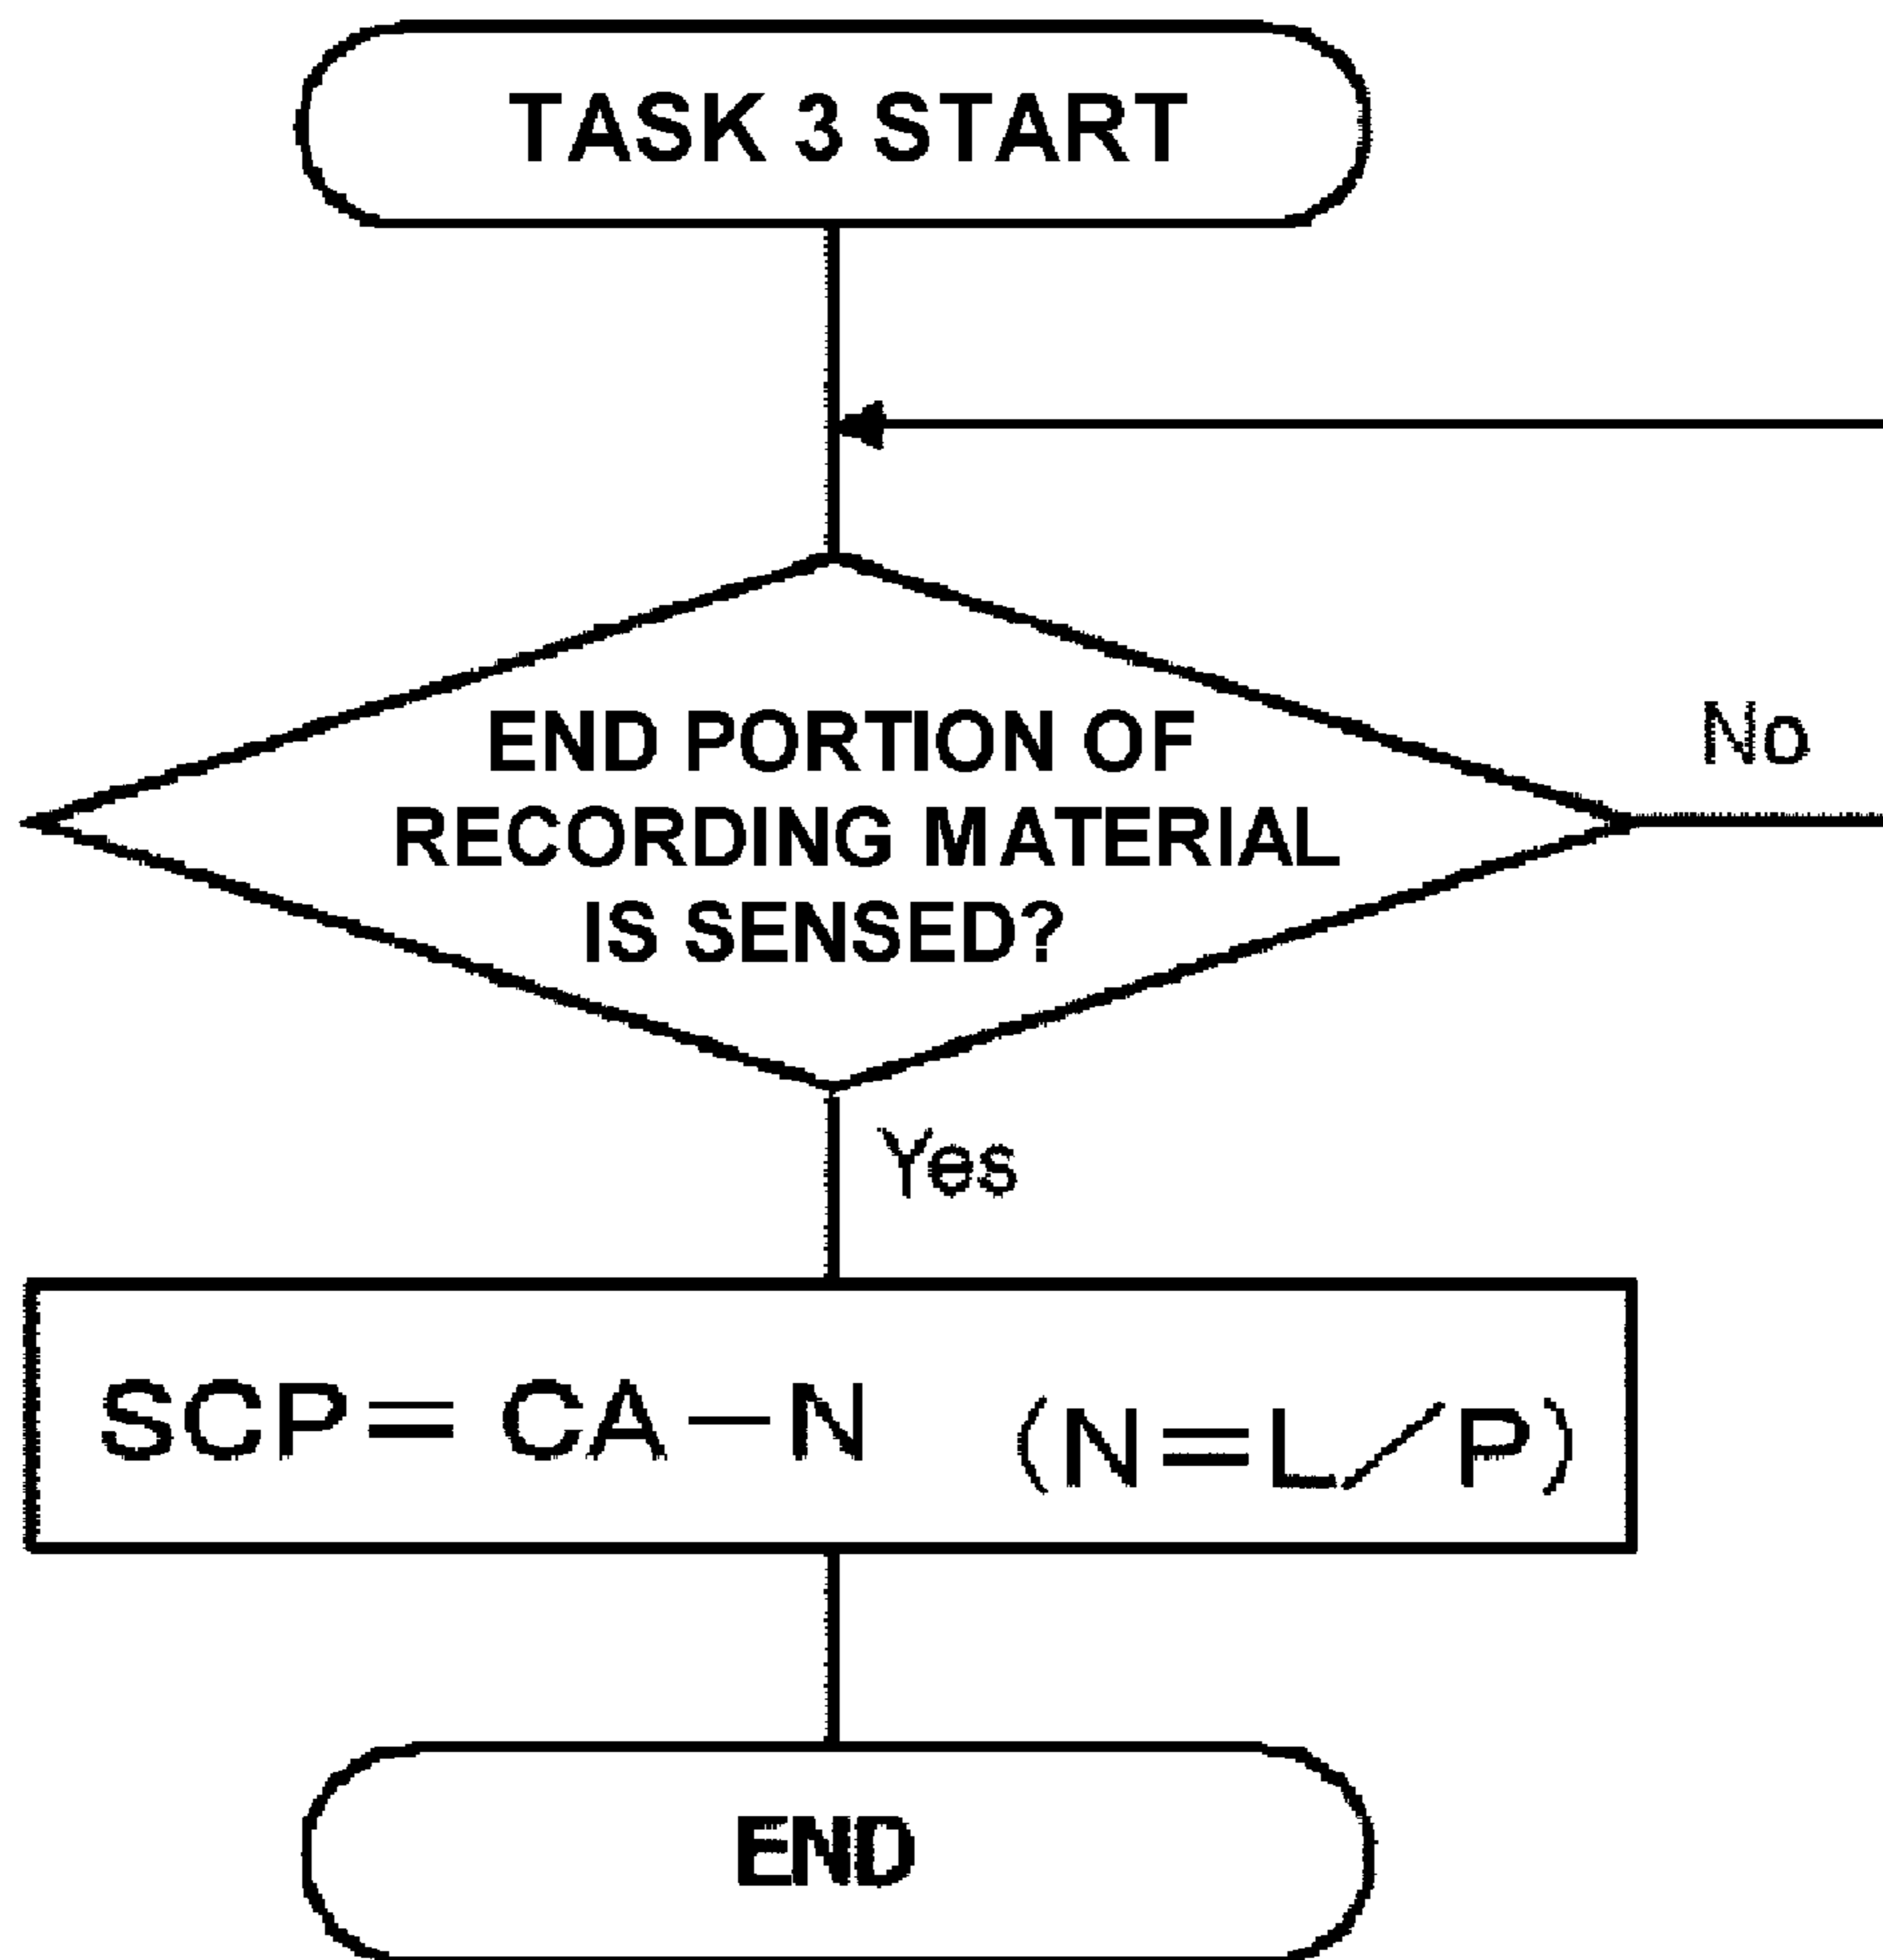 TASK 3 START
END PORTION OF
RECORDING MATERIAL
IS SENSED?
No
Yes
SCP= CA−N (N=L/P)
END